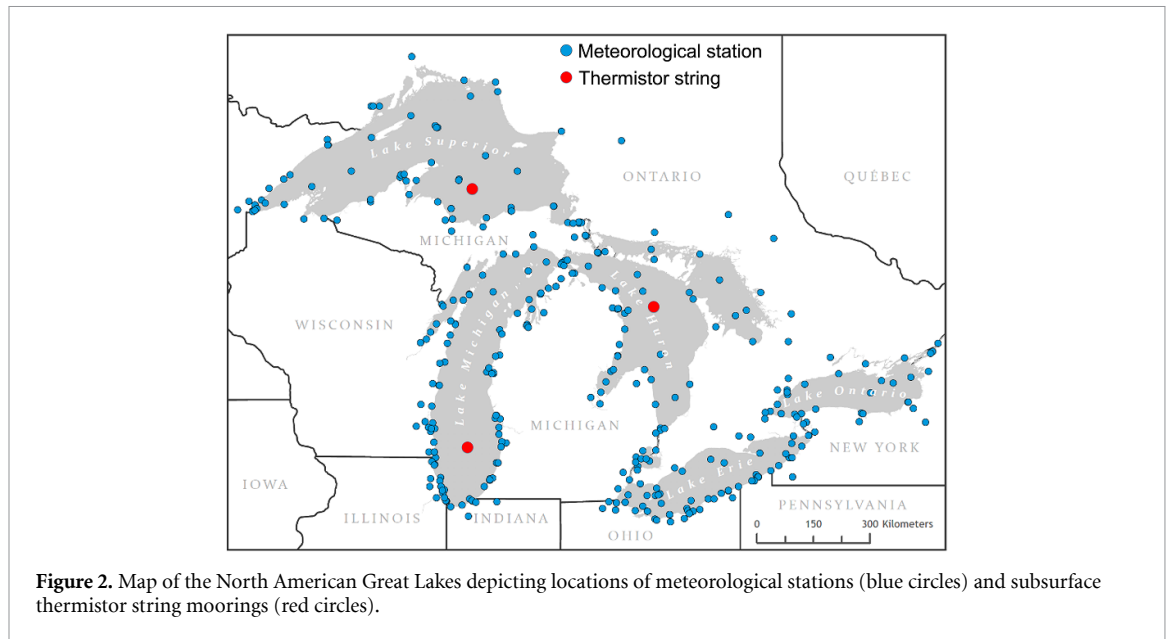 Meteorological station
Thermistor string
Lake Superior
ONTARIO
QUÉBEC
MICHIGAN
WISCONSIN
Lake Michigan
Lake Huron
Lake Ontario
MICHIGAN
NEW YORK
Lake Erie
IOWA
ILLINOIS
INDIANA
OHIO
PENNSYLVANIA
0 150 300 Kilometers
Figure 2. Map of the North American Great Lakes depicting locations of meteorological stations (blue circles) and subsurface
thermistor string moorings (red circles).